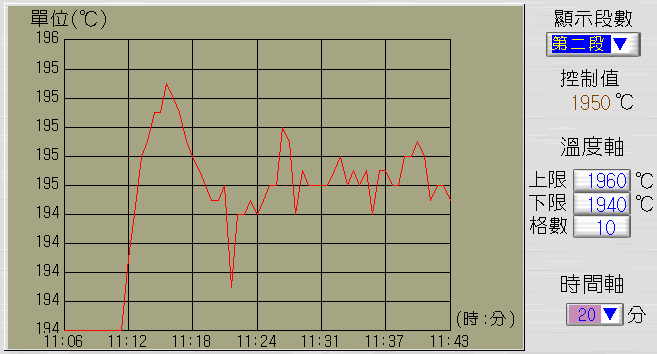 單位(℃)
196
195
195
195
195
195
194
194
194
194
194
11:06 11:12 11:18 11:24 11:31 11:37 11:43
(時:分)
顯示段數
第二段
控制值
1950 ℃
溫度軸
上限 1960 ℃
下限 1940 ℃
格數 10
時間軸
20 分